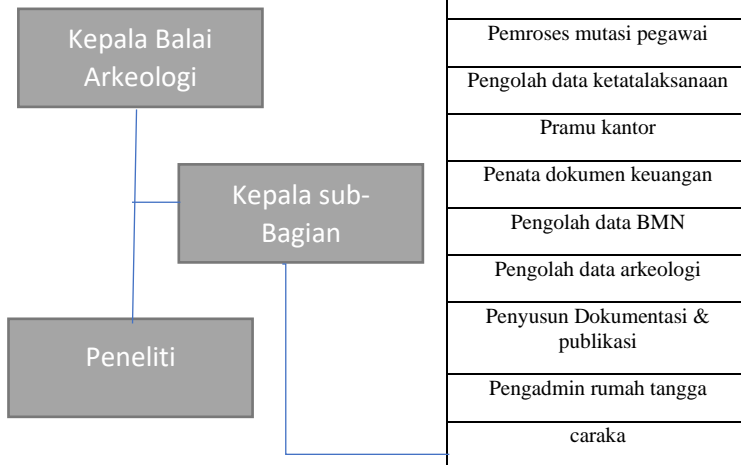 Kepala Balai
Arkeologi
Kepala sub-
Bagian
Peneliti
Pemroses mutasi pegawai
Pengolah data ketatalaksanaan
Pramu kantor
Penata dokumen keuangan
Pengolah data BMN
Pengolah data arkeologi
Penyusun Dokumentasi &
publikasi
Pengadmin rumah tangga
caraka